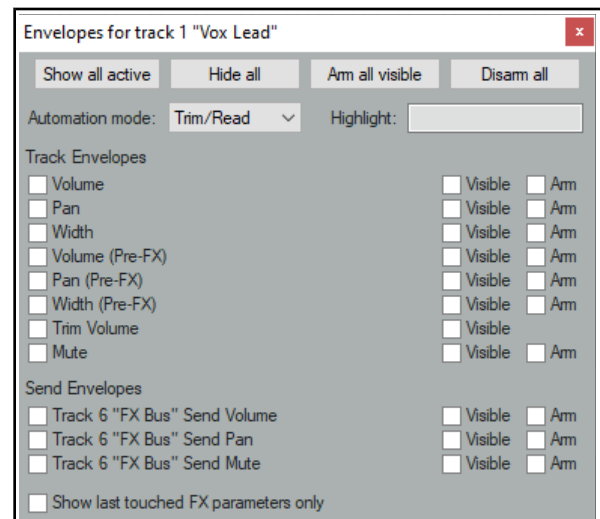 Envelopes for track 1 "Vox Lead" x
Show all active Hide all Arm all visible Disarm all
Automation mode: Trim/Read Highlight:
Track Envelopes
Volume Visible Arm
Pan Visible Arm
Width Visible Arm
Volume (Pre-FX) Visible Arm
Pan (Pre-FX) Visible Arm
Width (Pre-FX) Visible Arm
Trim Volume Visible
Mute Visible Arm
Send Envelopes
Track 6 "FX Bus" Send Volume Visible Arm
Track 6 "FX Bus" Send Pan Visible Arm
Track 6 "FX Bus" Send Mute Visible Arm
Show last touched FX parameters only